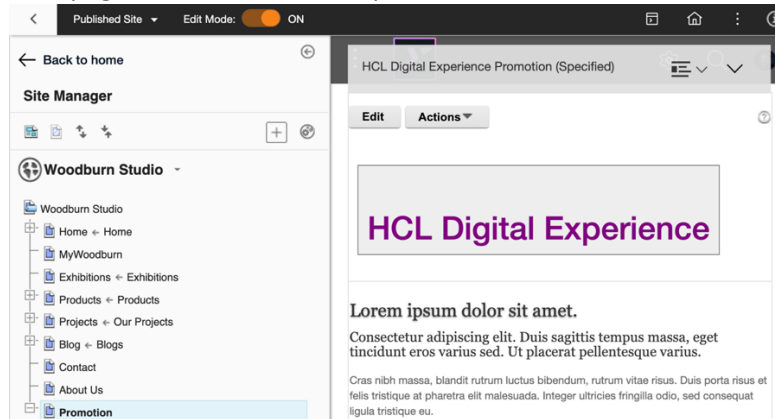 Published Site
Edit Mode:
ON
Back to home
Site Manager
Woodburn Studio
Woodburn Studio
Home ← Home
MyWoodburn
Exhibitions ← Exhibitions
Products ← Products
Projects ← Our Projects
Blog ← Blogs
Contact
About Us
Promotion
HCL Digital Experience Promotion (Specified)
Edit
Actions
HCL Digital Experience
Lorem ipsum dolor sit amet.
Consectetur adipiscing elit. Duis sagittis tempus massa, eget
tincidunt eros varius sed. Ut placerat pellentesque varius.
Cras nibh massa, blandit rutrum luctus bibendum, rutrum vitae risus. Duis porta risus et
felis tristique at pharetra elit malesuada. Integer ultricies fringilla odio, sed consequat
ligula tristique eu.